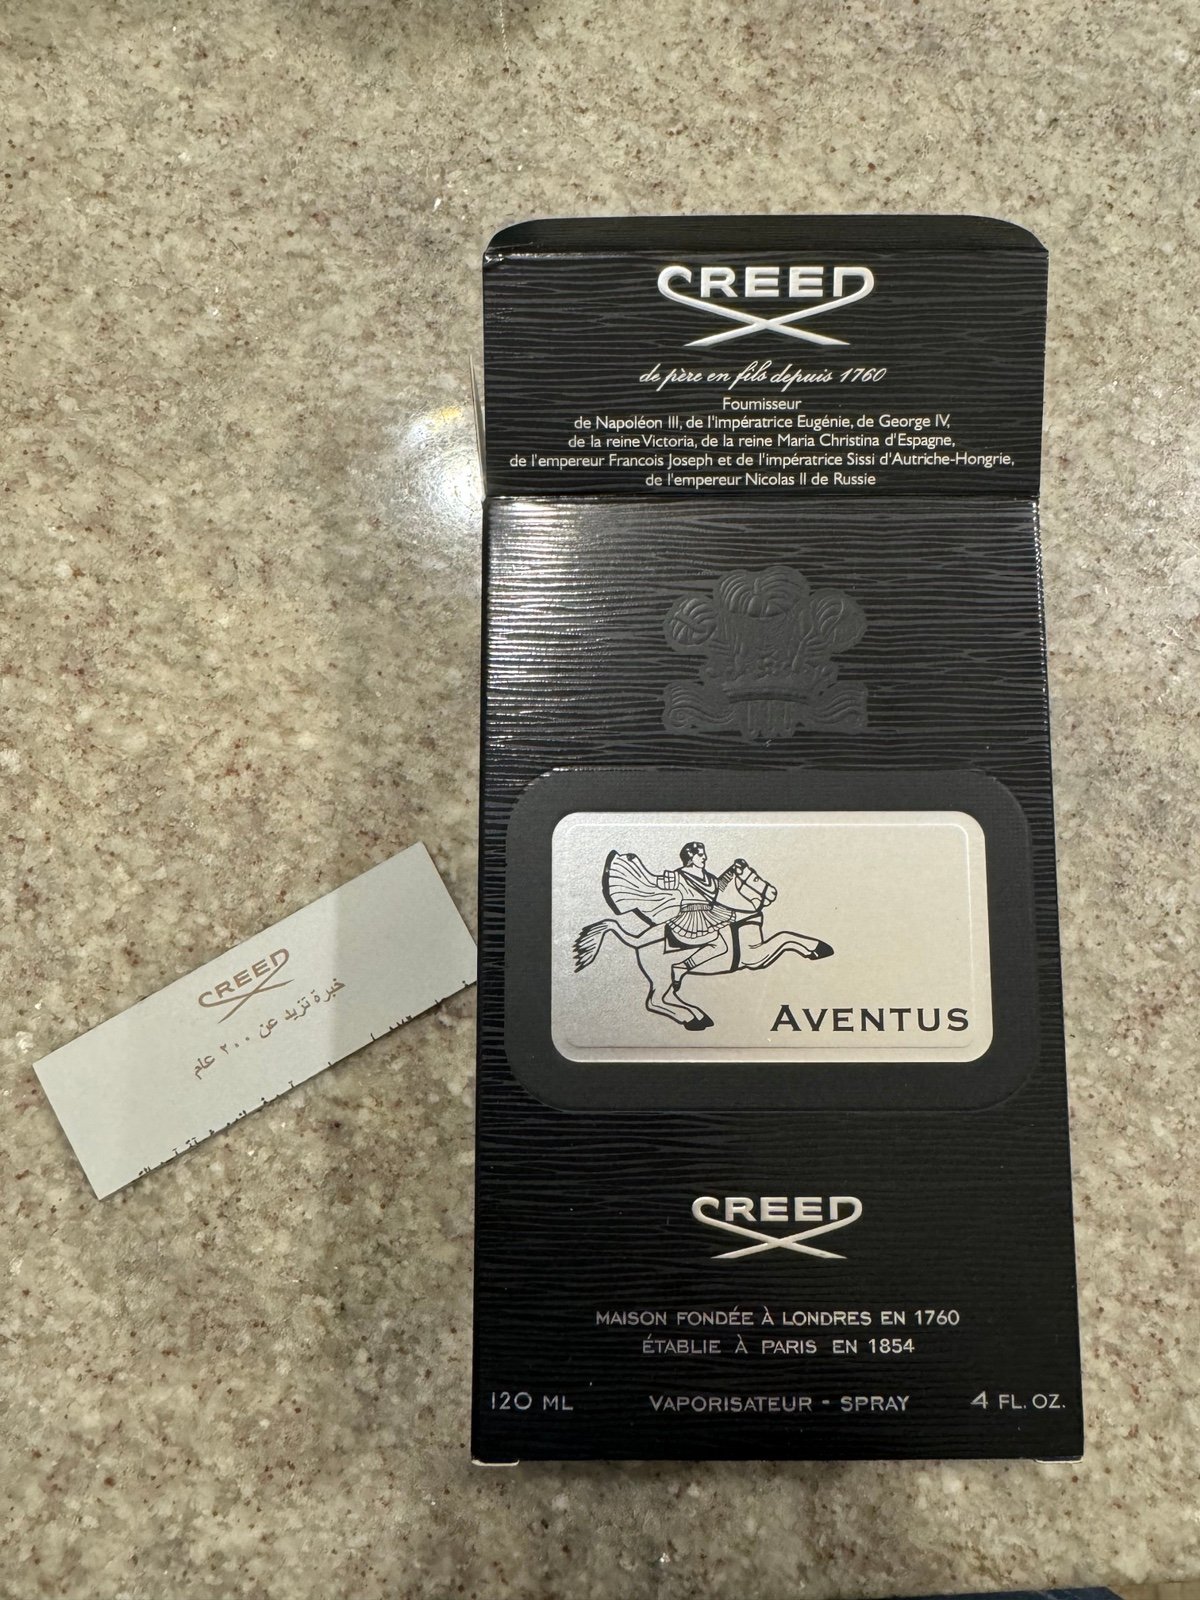 CREED
de père en fils depuis 1760
Fournisseur
de Napoléon III, de l'impératrice Eugénie, de George IV,
de la reine Victoria, de la reine Maria Christina d'Espagne,
de l'empereur Francois Joseph et de l'impératrice Sissi d'Autriche-Hongrie,
de l'empereur Nicolas II de Russie
AVENTUS
CREED
MAISON FONDÉE À LONDRES EN 1760
ÉTABLIE À PARIS EN 1854
120 ML VAPORISATEUR - SPRAY 4 FL. OZ.
CREED
خبرة تزيد عن ٢٠٠ عام